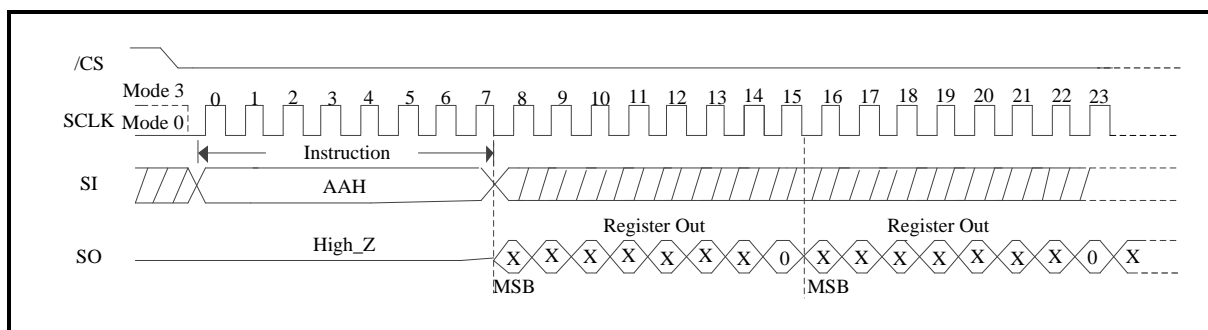 /CS
Mode 3
0 1 2 3 4 5 6 7 8 9 10 11 12 13 14 15 16 17 18 19 20 21 22 23
SCLK Mode 0
Instruction
SI
AAH
Register Out Register Out
High_Z
SO
X X X X X X X 0 X X X X X X X 0 X
MSB MSB